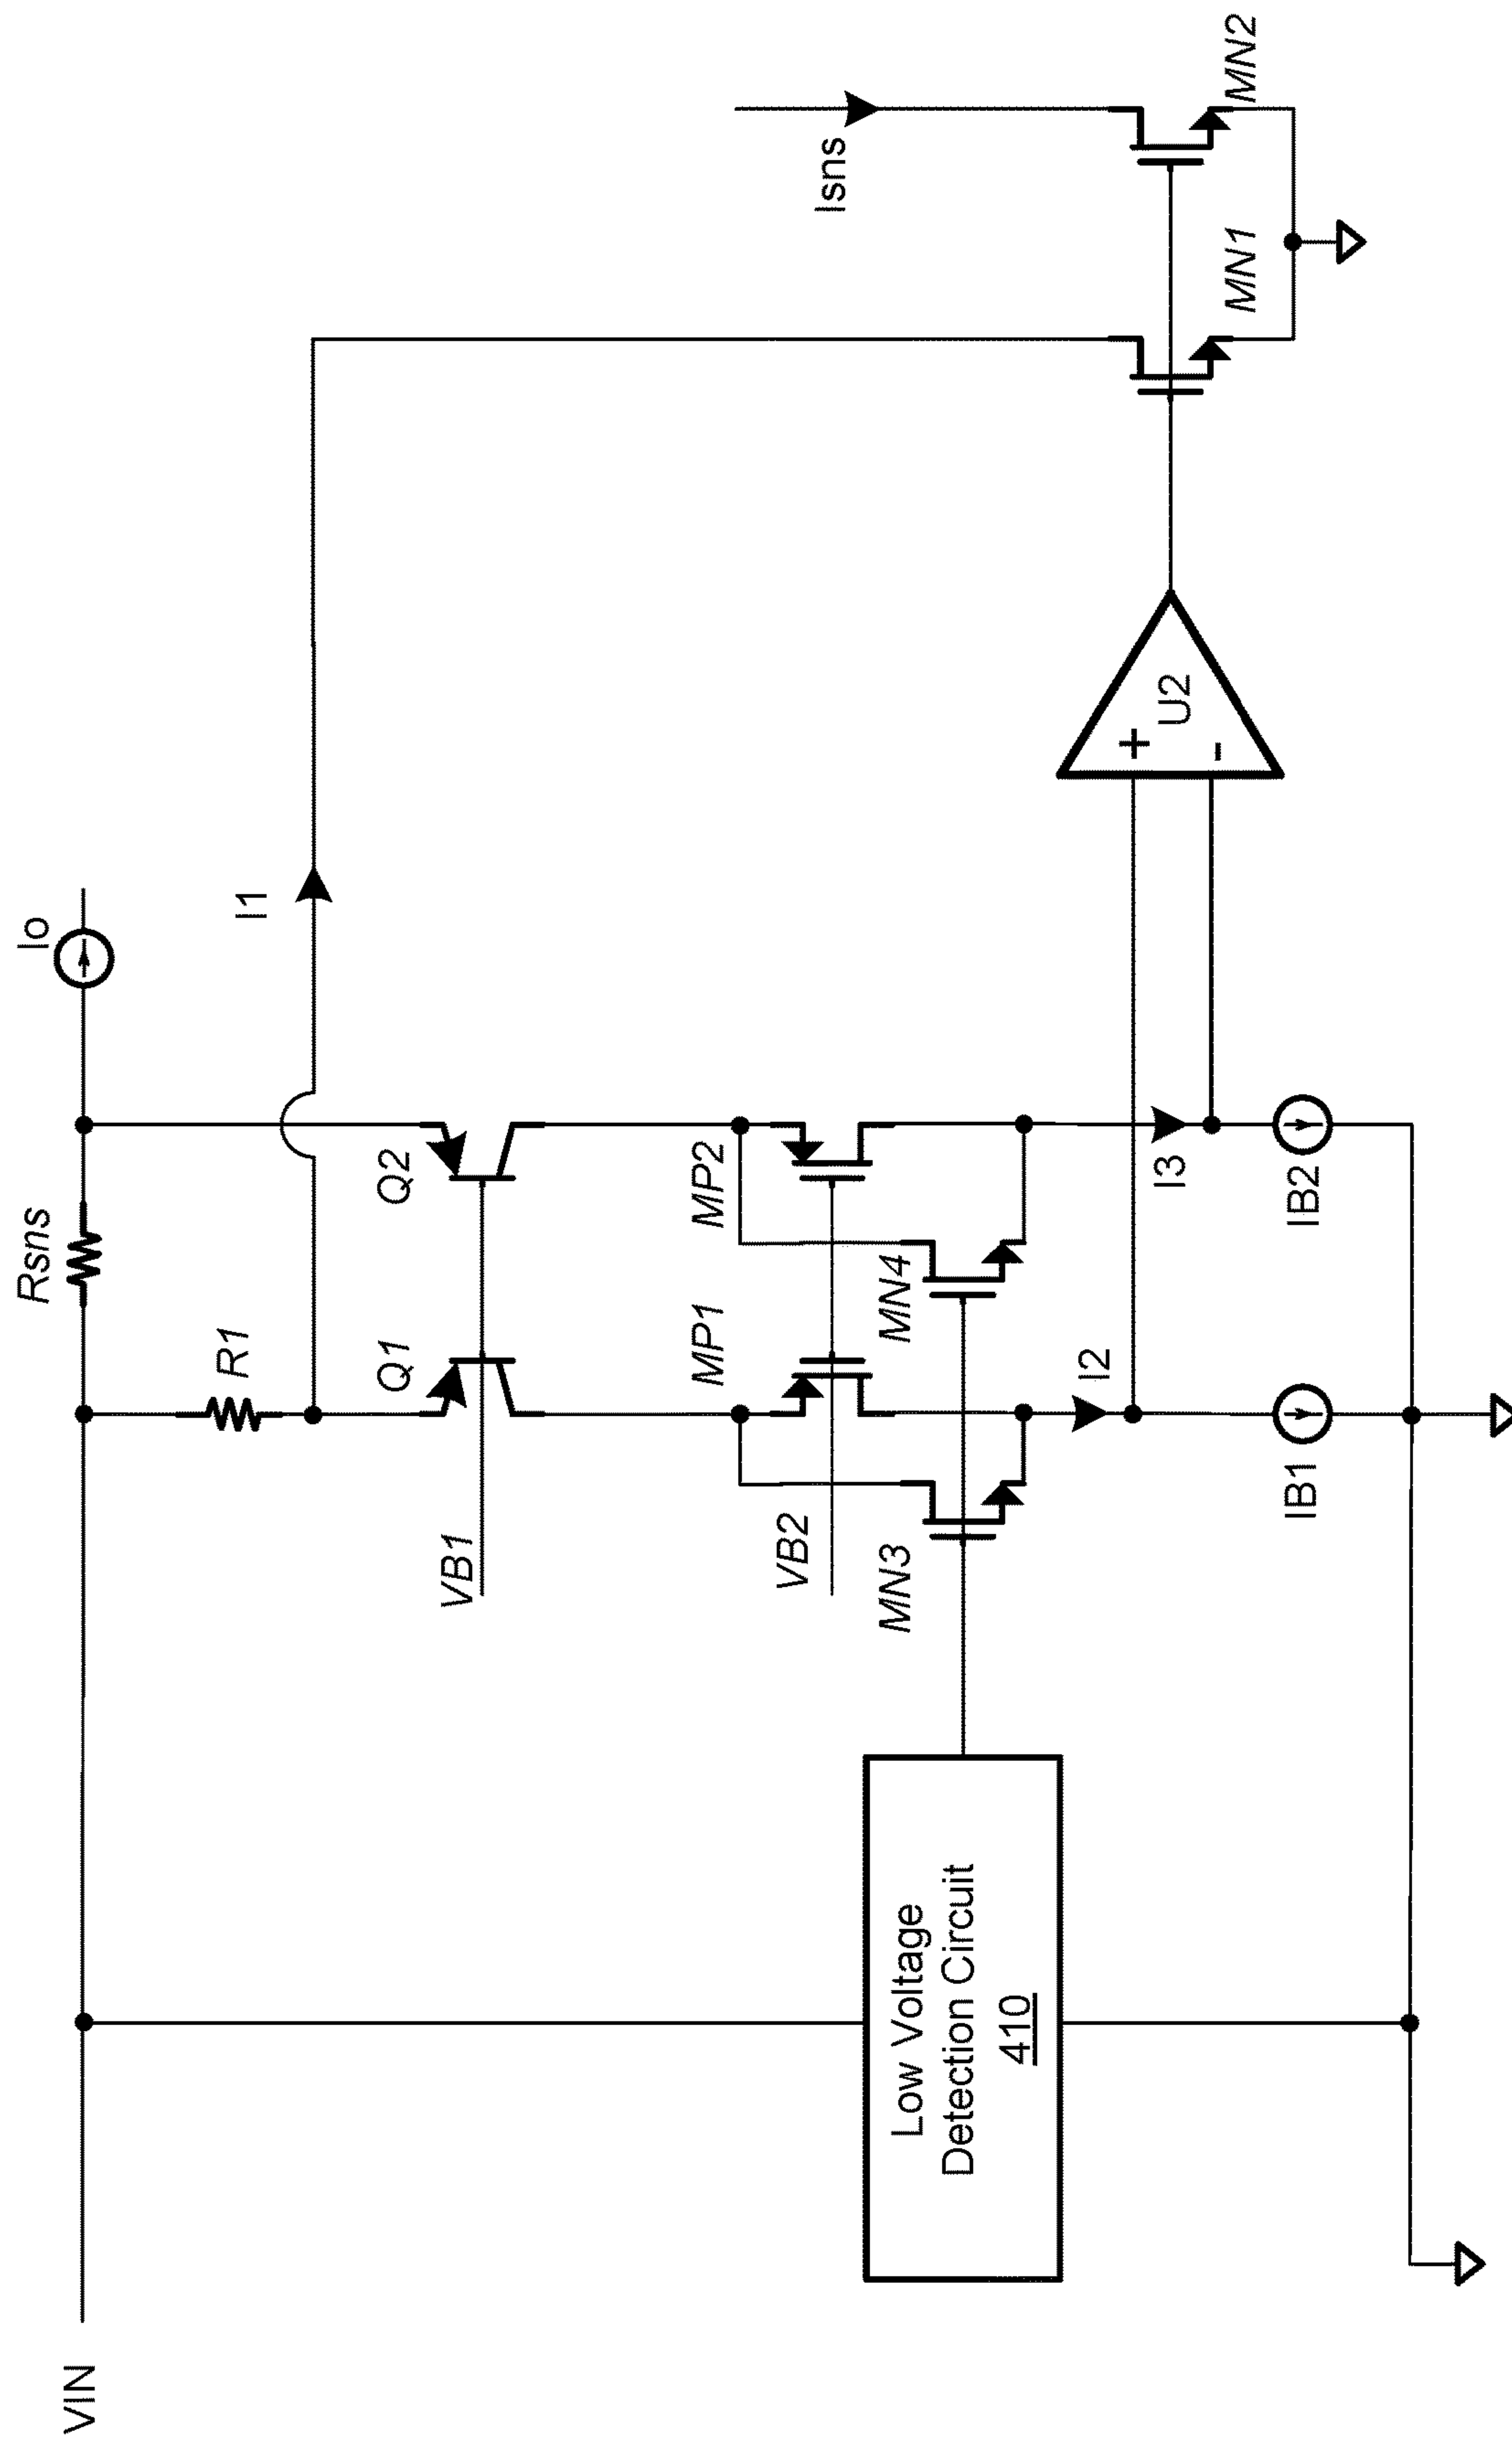 Io
Rsns
I1
R1
Isns
Q1
Q2
VB1
MP1
MP2
VB2
MN3
MN4
Low Voltage
Detection Circuit
410
I2
I3
+
-
U2
MN1
MN2
IB1
IB2
VIN